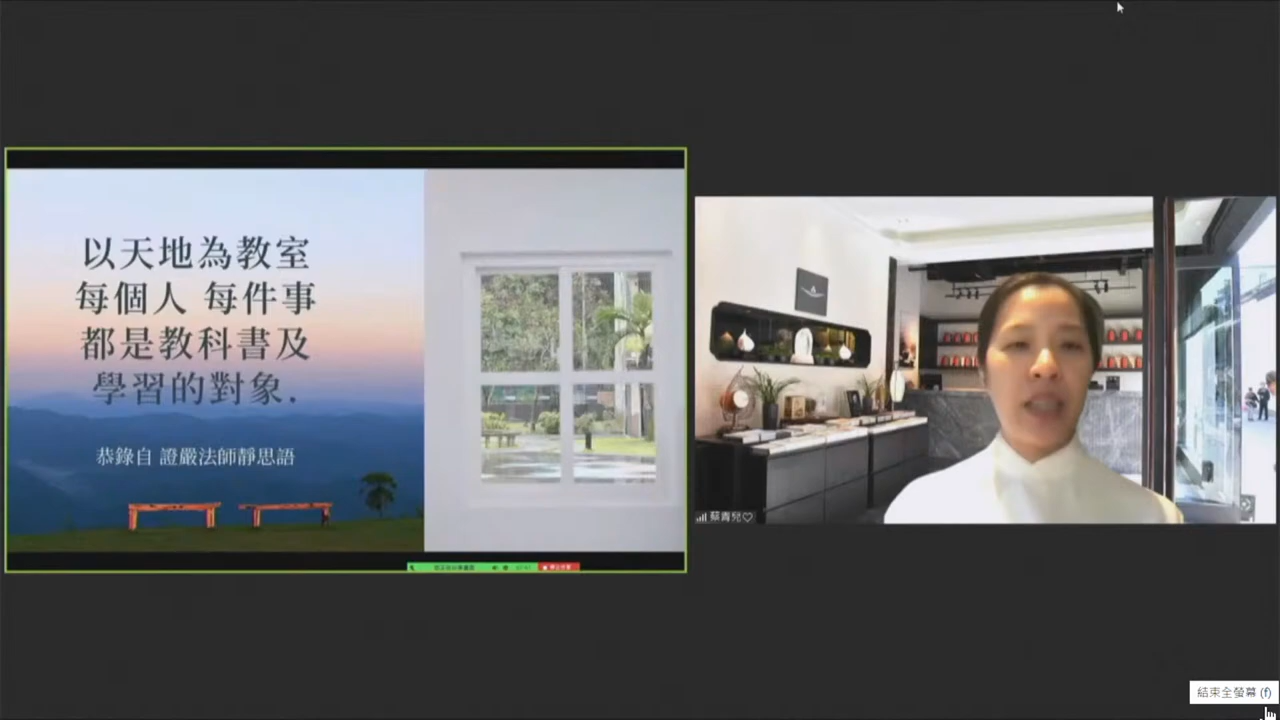 以天地為教室
每個人 每件事
都是教科書及
學習的對象.
恭錄自 證嚴法師靜思語
蔡青兒♡
結束全螢幕 (f)